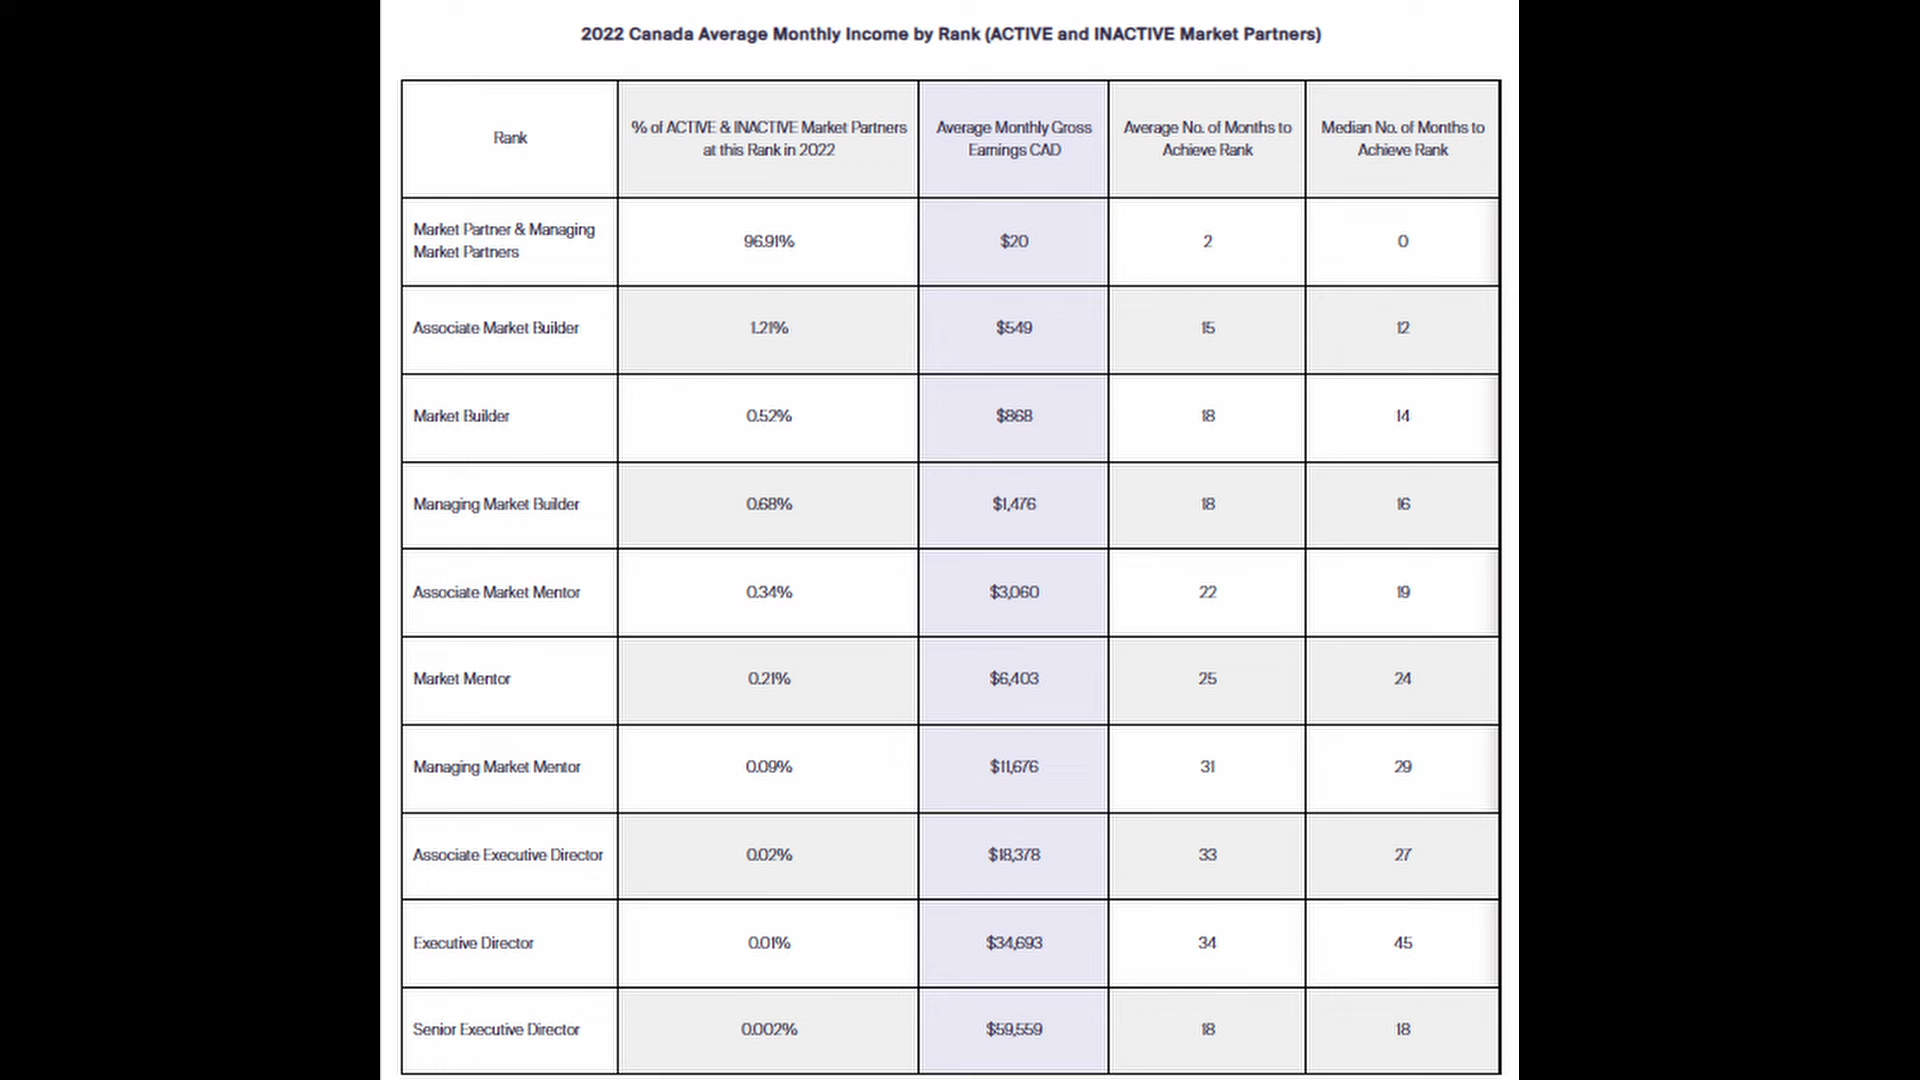 2022 Canada Average Monthly Income by Rank (ACTIVE and INACTIVE Market Partners)
Rank
% of ACTIVE & INACTIVE Market Partners
at this Rank in 2022
Average Monthly Gross
Earnings CAD
Average No. of Months to
Achieve Rank
Median No. of Months to
Achieve Rank
Market Partner & Managing
Market Partners
96.91%
$20
2
0
Associate Market Builder
1.21%
$549
15
12
Market Builder
0.52%
$868
18
14
Managing Market Builder
0.68%
$1,476
18
16
Associate Market Mentor
0.34%
$3,060
22
19
Market Mentor
0.21%
$6,403
25
24
Managing Market Mentor
0.09%
$11,676
31
29
Associate Executive Director
0.02%
$18,378
33
27
Executive Director
0.01%
$34,693
34
45
Senior Executive Director
0.002%
$59,559
18
18